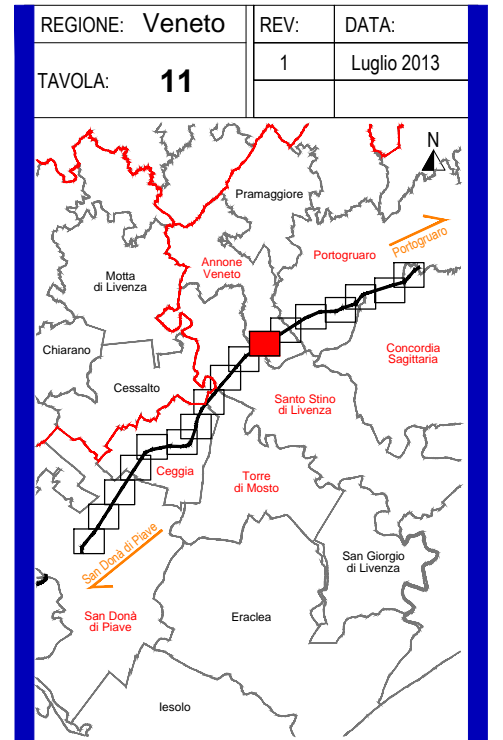 REGIONE: Veneto
REV:
DATA:
TAVOLA: 11
1
Luglio 2013
N
Pramaggiore
Portogruaro
Portogruaro
Annone
Veneto
Motta
di Livenza
Chiarano
Concordia
Sagittaria
Cessalto
Santo Stino
di Livenza
Ceggia
Torre
di Mosto
San Donà di Piave
San Giorgio
di Livenza
San Donà
di Piave
Eraclea
Iesolo